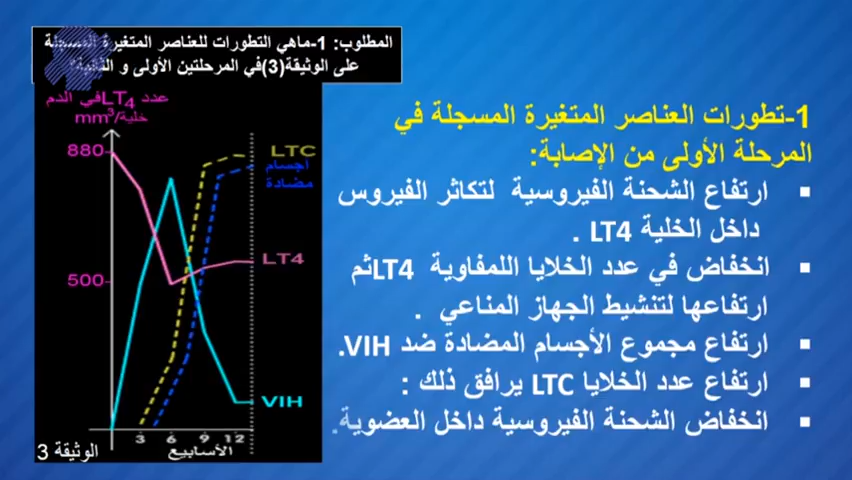 المطلوب: 1-ماهي التطورات للعناصر المتغيرة المسجلة
على الوثيقة(3)في المرحلتين الأولى و الثانية؟
عدد LT4في الدم
خلية/mm³
880
500
LTC
أجسام
مضادة
LT4
VIH
3 6 9 12
الأسابيع
الوثيقة 3
1-تطورات العناصر المتغيرة المسجلة في
المرحلة الأولى من الإصابة:
▪ ارتفاع الشحنة الفيروسية لتكاثر الفيروس
داخل الخلية LT4 .
▪ انخفاض في عدد الخلايا اللمفاوية LT4ثم
ارتفاعها لتنشيط الجهاز المناعي .
▪ ارتفاع مجموع الأجسام المضادة ضد VIH.
▪ ارتفاع عدد الخلايا LTC يرافق ذلك :
▪ انخفاض الشحنة الفيروسية داخل العضوية.